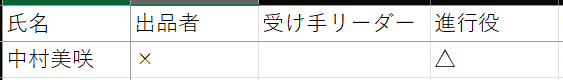 氏名 出品者 受け手リーダー 進行役
中村美咲 × △